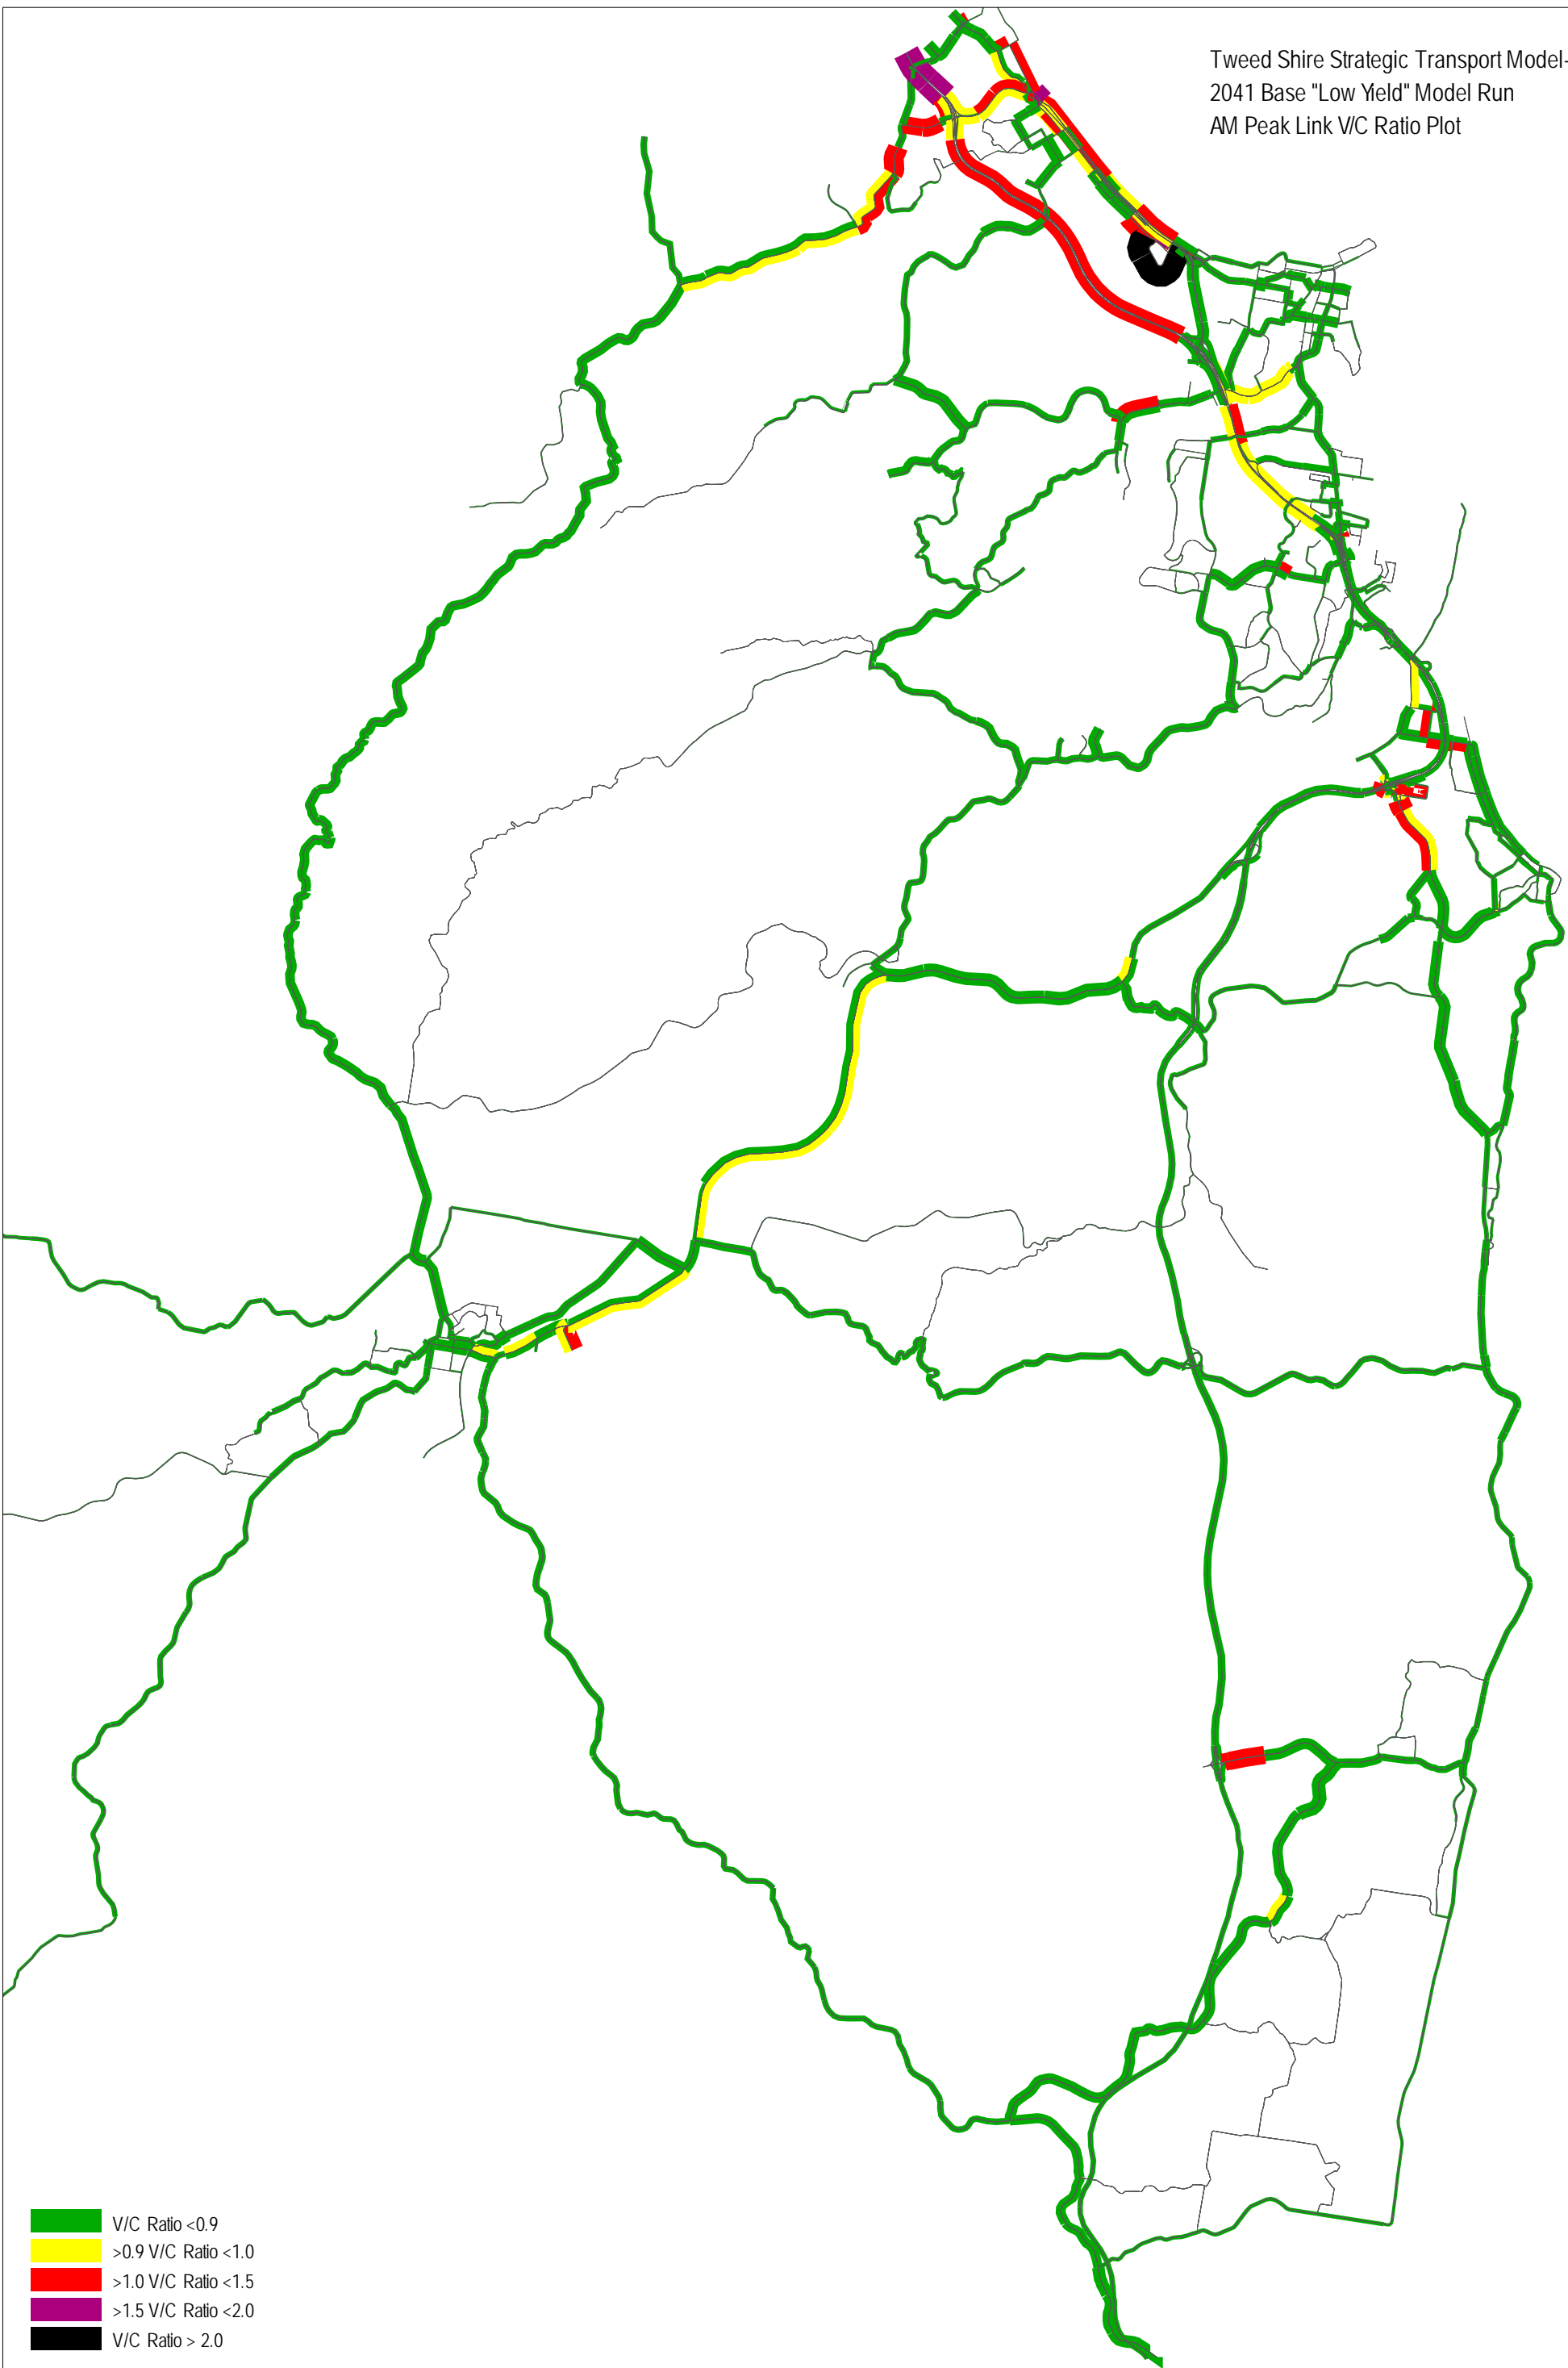 Tweed Shire Strategic Transport Model-
2041 Base "Low Yield" Model Run
AM Peak Link V/C Ratio Plot
V/C Ratio <0.9
>0.9 V/C Ratio <1.0
>1.0 V/C Ratio <1.5
>1.5 V/C Ratio <2.0
V/C Ratio > 2.0